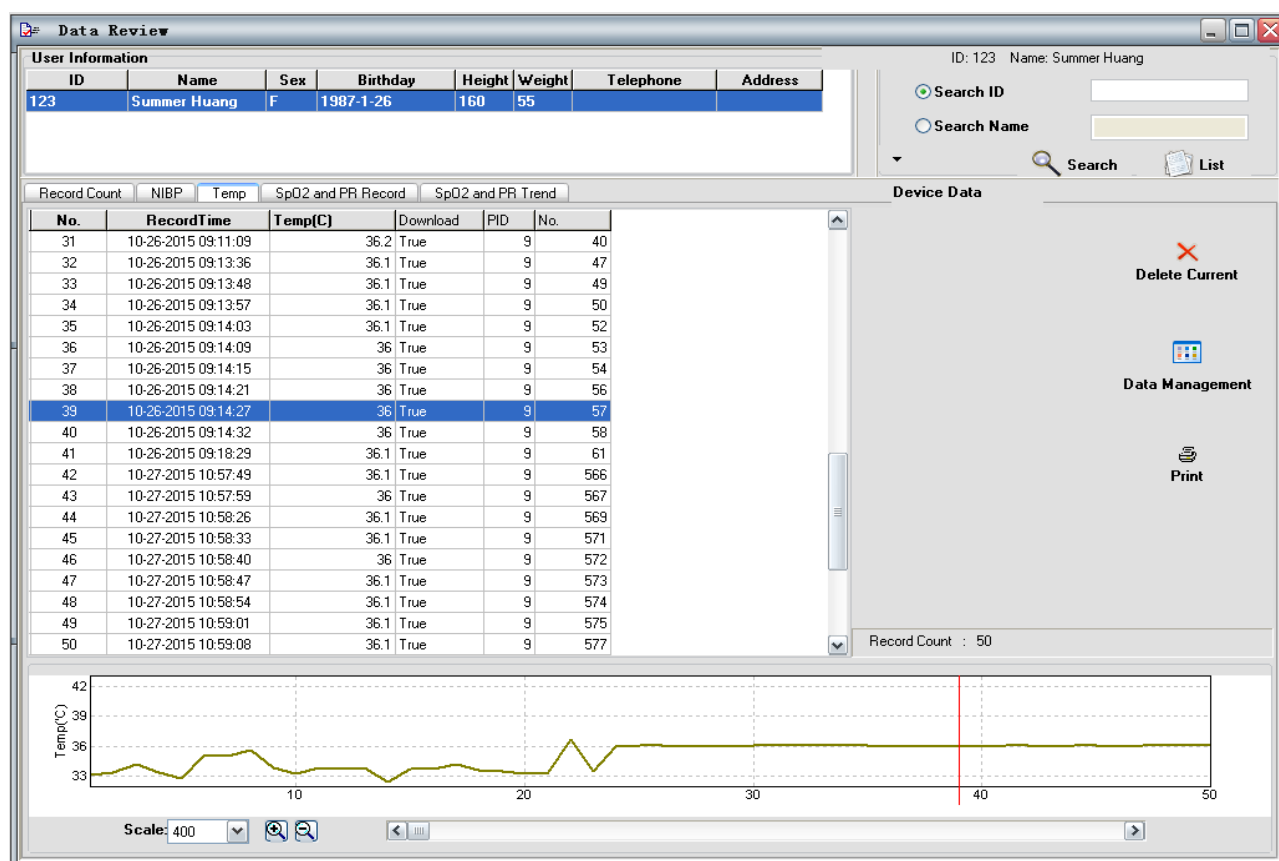 Data Review
User Information
ID: 123 Name: Summer Huang
ID Name Sex Birthday Height Weight Telephone Address
123 Summer Huang F 1987-1-26 160 55
Search ID
Search Name
Search List
Record Count NIBP Temp SpO2 and PR Record SpO2 and PR Trend
Device Data
No. RecordTime Temp(C) Download PID No.
31 10-26-2015 09:11:09 36.2 True 9 40
32 10-26-2015 09:13:36 36.1 True 9 47
33 10-26-2015 09:13:48 36.1 True 9 49
34 10-26-2015 09:13:57 36.1 True 9 50
35 10-26-2015 09:14:03 36.1 True 9 52
36 10-26-2015 09:14:09 36 True 9 53
37 10-26-2015 09:14:15 36 True 9 54
38 10-26-2015 09:14:21 36 True 9 56
39 10-26-2015 09:14:27 36 True 9 57
40 10-26-2015 09:14:32 36 True 9 58
41 10-26-2015 09:18:29 36.1 True 9 61
42 10-27-2015 10:57:49 36.1 True 9 566
43 10-27-2015 10:57:59 36 True 9 567
44 10-27-2015 10:58:26 36.1 True 9 569
45 10-27-2015 10:58:33 36.1 True 9 571
46 10-27-2015 10:58:40 36 True 9 572
47 10-27-2015 10:58:47 36.1 True 9 573
48 10-27-2015 10:58:54 36.1 True 9 574
49 10-27-2015 10:59:01 36.1 True 9 575
50 10-27-2015 10:59:08 36.1 True 9 577
Delete Current
Data Management
Print
Record Count : 50
Temp(℃)
42
39
36
33
10 20 30 40 50
Scale: 400